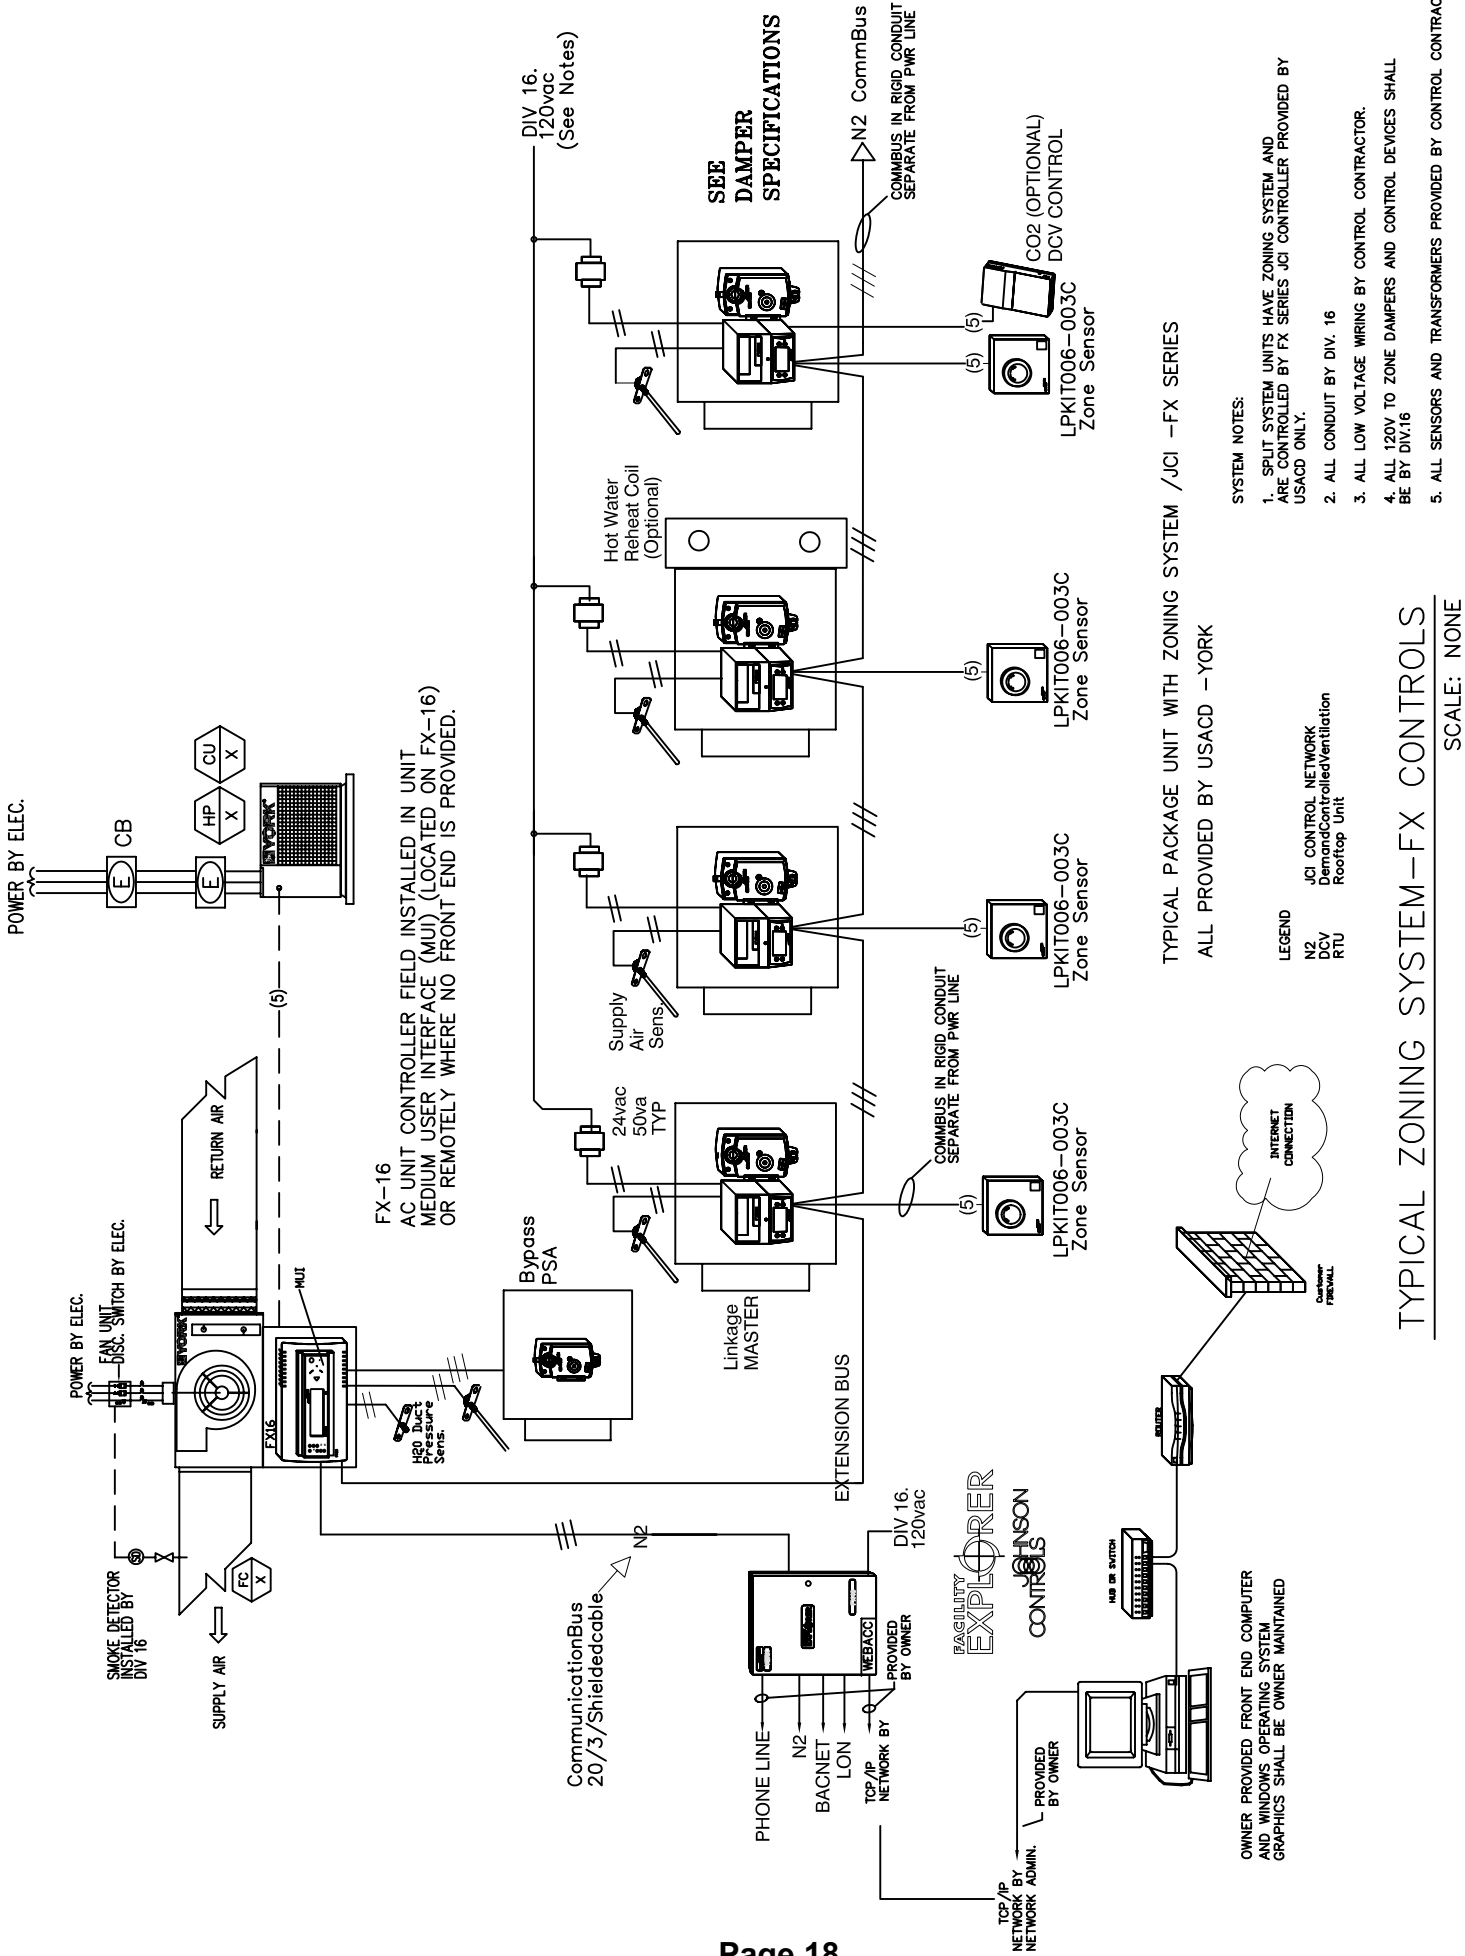 POWER BY ELEC.
FAN UNIT
DISC. SWITCH BY ELEC.
SMOKE DETECTOR
INSTALLED BY
DIV 16
SD
SUPPLY AIR
FC
X
YORK
RETURN AIR
FX16
MUI
(5)
POWER BY ELEC.
E
CB
E
HP
X
CU
X
YORK
FX-16
AC UNIT CONTROLLER FIELD INSTALLED IN UNIT
MEDIUM USER INTERFACE (MUI) (LOCATED ON FX-16)
OR REMOTELY WHERE NO FRONT END IS PROVIDED.
H2O Duct
Pressure
Sens.
Bypass
PSA
DIV 16.
120vac
(See Notes)
CommunicationBus
20/3/Shieldedcable
N2
24vac
50va
TYP
Supply
Air
Sens.
Hot Water
Reheat Coil
(Optional)
SEE
DAMPER
SPECIFICATIONS
Linkage
MASTER
EXTENSION BUS
N2 CommBus
COMMBUS IN RIGID CONDUIT
SEPARATE FROM PWR LINE
COMMBUS IN RIGID CONDUIT
SEPARATE FROM PWR LINE
(5)
LPKIT006-003C
Zone Sensor
(5)
LPKIT006-003C
Zone Sensor
(5)
LPKIT006-003C
Zone Sensor
(5)
(5)
LPKIT006-003C
Zone Sensor
CO2 (OPTIONAL)
DCV CONTROL
DIV 16.
120vac
WEBACC
PROVIDED
BY OWNER
PHONE LINE
N2
BACNET
LON
TCP/IP
NETWORK BY
FACILITY
EXPLORER
JOHNSON
CONTROLS
TCP/IP
NETWORK BY
NETWORK ADMIN.
PROVIDED
BY OWNER
HUB OR SWITCH
ROUTER
Customer
FIREWALL
INTERNET
CONNECTION
OWNER PROVIDED FRONT END COMPUTER
AND WINDOWS OPERATING SYSTEM
GRAPHICS SHALL BE OWNER MAINTAINED
TYPICAL PACKAGE UNIT WITH ZONING SYSTEM /JCI -FX SERIES
ALL PROVIDED BY USACD -YORK
LEGEND
N2 JCI CONTROL NETWORK
DCV DemandControlledVentilation
RTU Rooftop Unit
SYSTEM NOTES:
1. SPLIT SYSTEM UNITS HAVE ZONING SYSTEM AND
ARE CONTROLLED BY FX SERIES JCI CONTROLLER PROVIDED BY
USACD ONLY.
2. ALL CONDUIT BY DIV. 16
3. ALL LOW VOLTAGE WIRING BY CONTROL CONTRACTOR.
4. ALL 120V TO ZONE DAMPERS AND CONTROL DEVICES SHALL
BE BY DIV.16
5. ALL SENSORS AND TRANSFORMERS PROVIDED BY CONTROL CONTRAC
TYPICAL ZONING SYSTEM-FX CONTROLS
SCALE: NONE
Page 18